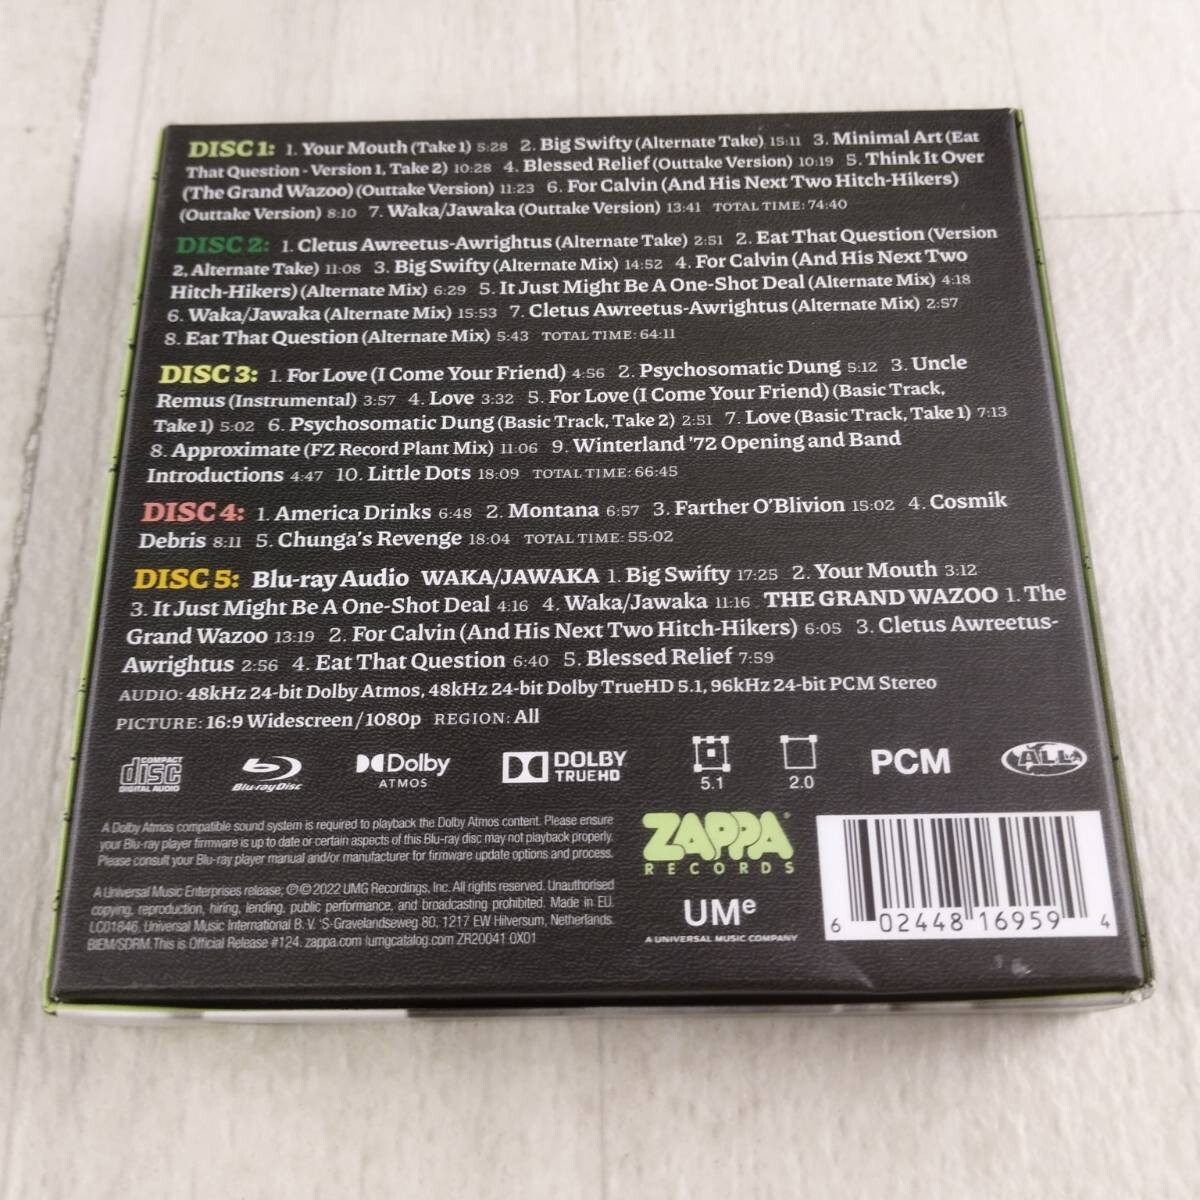 DISC 1: 1. Your Mouth (Take 1) 5:28 2. Big Swifty (Alternate Take) 15:11 3. Minimal Art (Eat
That Question - Version 1, Take 2) 10:28 4. Blessed Relief (Outtake Version) 10:19 5. Think It Over
(The Grand Wazoo) (Outtake Version) 11:23 6. For Calvin (And His Next Two Hitch-Hikers)
(Outtake Version) 8:10 7. Waka/Jawaka (Outtake Version) 13:41 TOTAL TIME: 74:40
DISC 2: 1. Cletus Awreetus-Awrightus (Alternate Take) 2:51 2. Eat That Question (Version
2, Alternate Take) 11:08 3. Big Swifty (Alternate Mix) 14:52 4. For Calvin (And His Next Two
Hitch-Hikers) (Alternate Mix) 6:29 5. It Just Might Be A One-Shot Deal (Alternate Mix) 4:18
6. Waka/Jawaka (Alternate Mix) 15:53 7. Cletus Awreetus-Awrightus (Alternate Mix) 2:57
8. Eat That Question (Alternate Mix) 5:43 TOTAL TIME: 64:11
DISC 3: 1. For Love (I Come Your Friend) 4:56 2. Psychosomatic Dung 5:12 3. Uncle
Remus (Instrumental) 3:57 4. Love 3:32 5. For Love (I Come Your Friend) (Basic Track,
Take 1) 5:02 6. Psychosomatic Dung (Basic Track, Take 2) 2:51 7. Love (Basic Track, Take 1) 7:13
8. Approximate (FZ Record Plant Mix) 11:06 9. Winterland '72 Opening and Band
Introductions 4:47 10. Little Dots 18:09 TOTAL TIME: 66:45
DISC 4: 1. America Drinks 6:48 2. Montana 6:57 3. Farther O'Blivion 15:02 4. Cosmik
Debris 8:11 5. Chunga's Revenge 18:04 TOTAL TIME: 55:02
DISC 5: Blu-ray Audio WAKA/JAWAKA 1. Big Swifty 17:25 2. Your Mouth 3:12
3. It Just Might Be A One-Shot Deal 4:16 4. Waka/Jawaka 11:16 THE GRAND WAZOO 1. The
Grand Wazoo 13:19 2. For Calvin (And His Next Two Hitch-Hikers) 6:05 3. Cletus Awreetus-
Awrightus 2:56 4. Eat That Question 6:40 5. Blessed Relief 7:59
AUDIO: 48kHz 24-bit Dolby Atmos, 48kHz 24-bit Dolby TrueHD 5.1, 96kHz 24-bit PCM Stereo
PICTURE: 16:9 Widescreen/1080p REGION: All
COMPACT
disc
DIGITAL AUDIO
Blu-ray Disc
Dolby
ATMOS
DOLBY
TRUEHD
5.1
2.0
PCM
ALL
A Dolby Atmos compatible sound system is required to playback the Dolby Atmos content. Please ensure
your Blu-ray player firmware is up to date or certain aspects of this Blu-ray disc may not playback properly.
Please consult your Blu-ray player manual and/or manufacturer for firmware update options and process.
A Universal Music Enterprises release; ℗© 2022 UMG Recordings, Inc. All rights reserved. Unauthorised
copying, reproduction, hiring, lending, public performance, and broadcasting prohibited. Made in EU.
LC01846. Universal Music International B.V. 'S-Gravelandseweg 80, 1217 EW Hilversum, Netherlands.
BIEM/SDRM. This is Official Release #124. zappa.com | umgcatalog.com ZR20041 0X01
ZAPPA®
RECORDS
UMe
A UNIVERSAL MUSIC COMPANY
6 02448 16959 4